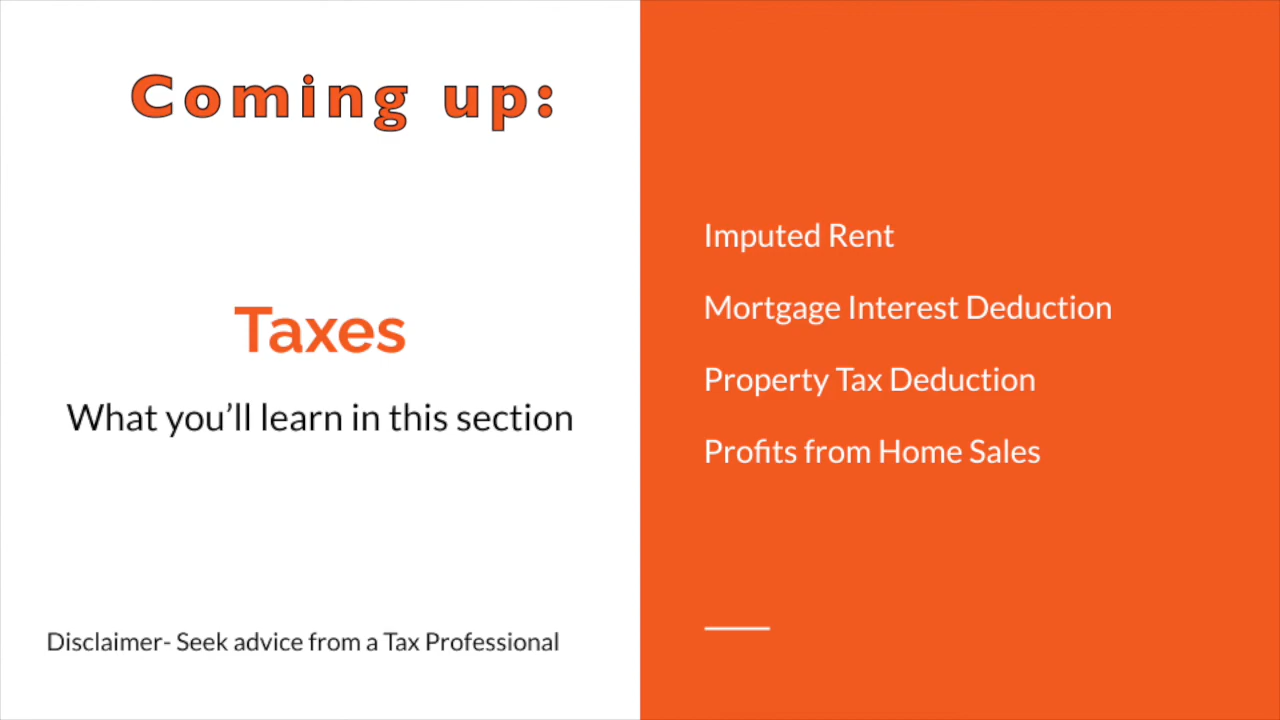 Coming up:
Taxes
What you’ll learn in this section
Disclaimer- Seek advice from a Tax Professional
Imputed Rent
Mortgage Interest Deduction
Property Tax Deduction
Profits from Home Sales